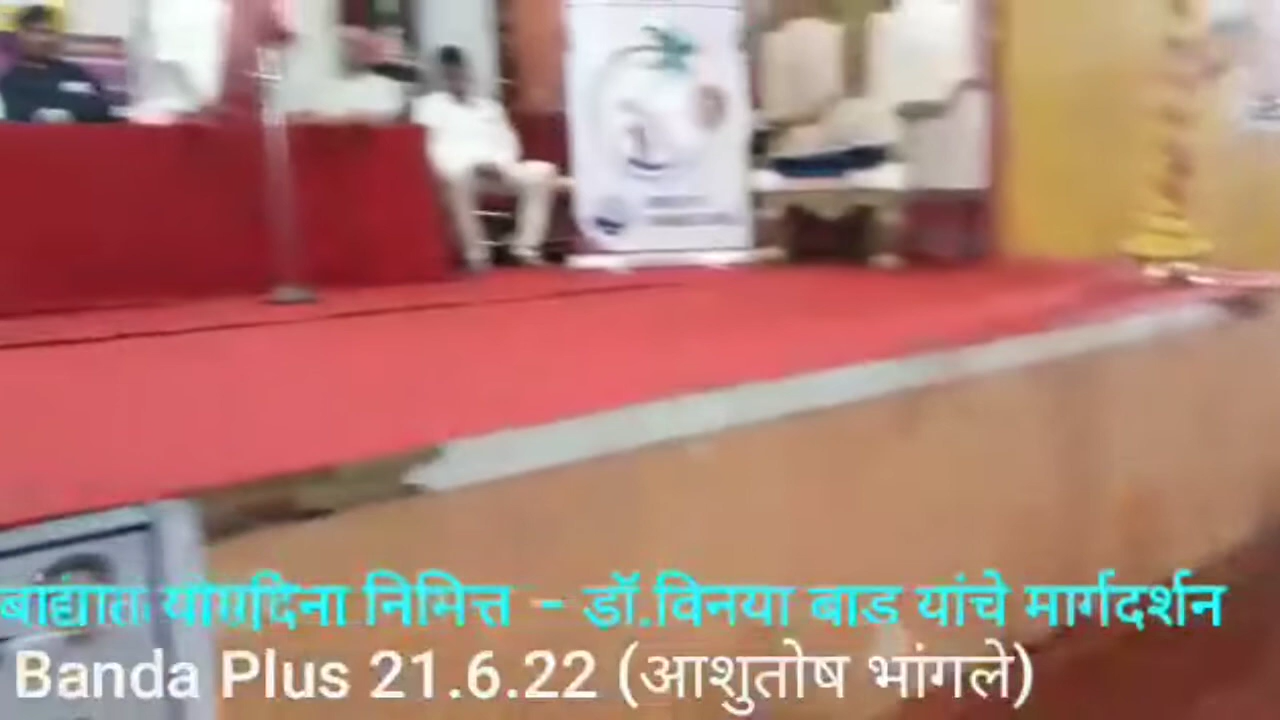 बांद्यात योगदिना निमित्त - डॉ.विनया बाड यांचे मार्गदर्शन
Banda Plus 21.6.22 (आशुतोष भांगले)